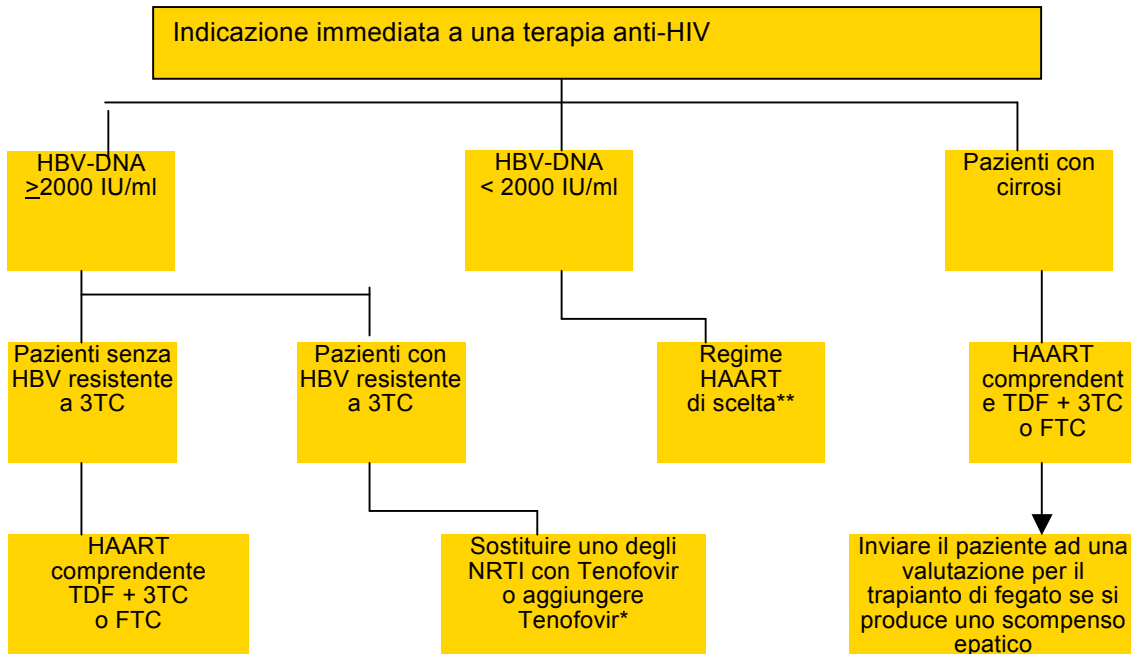 Indicazione immediata a una terapia anti-HIV
HBV-DNA
≥2000 IU/ml
HBV-DNA
< 2000 IU/ml
Pazienti con
cirrosi
Pazienti senza
HBV resistente
a 3TC
Pazienti con
HBV resistente
a 3TC
Regime
HAART
di scelta**
HAART
comprendent
e TDF + 3TC
o FTC
HAART
comprendente
TDF + 3TC
o FTC
Sostituire uno degli
NRTI con Tenofovir
o aggiungere
Tenofovir*
Inviare il paziente ad una
valutazione per il
trapianto di fegato se si
produce uno scompenso
epatico